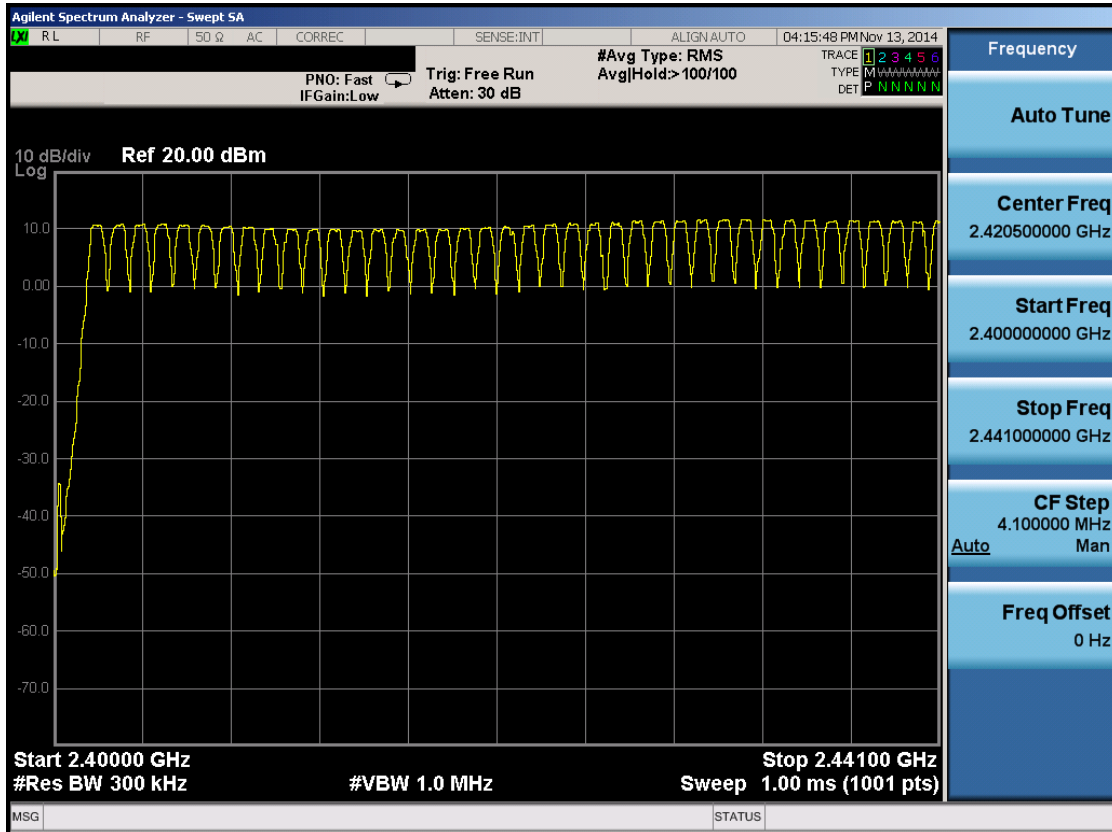 Agilent Spectrum Analyzer - Swept SA
LXI RL RF 50 Ω AC CORREC SENSE:INT ALIGN AUTO 04:15:48 PM Nov 13, 2014
PNO: Fast
IFGain:Low
Trig: Free Run
Atten: 30 dB
#Avg Type: RMS
Avg|Hold:> 100/100
TRACE 1 2 3 4 5 6
TYPE M WWWWW
DET P N N N N N
10 dB/div Ref 20.00 dBm
Log
10.0
0.00
-10.0
-20.0
-30.0
-40.0
-50.0
-60.0
-70.0
Start 2.40000 GHz Stop 2.44100 GHz
#Res BW 300 kHz #VBW 1.0 MHz Sweep 1.00 ms (1001 pts)
MSG STATUS
Frequency
Auto Tune
Center Freq
2.420500000 GHz
Start Freq
2.400000000 GHz
Stop Freq
2.441000000 GHz
CF Step
4.100000 MHz
Auto Man
Freq Offset
0 Hz